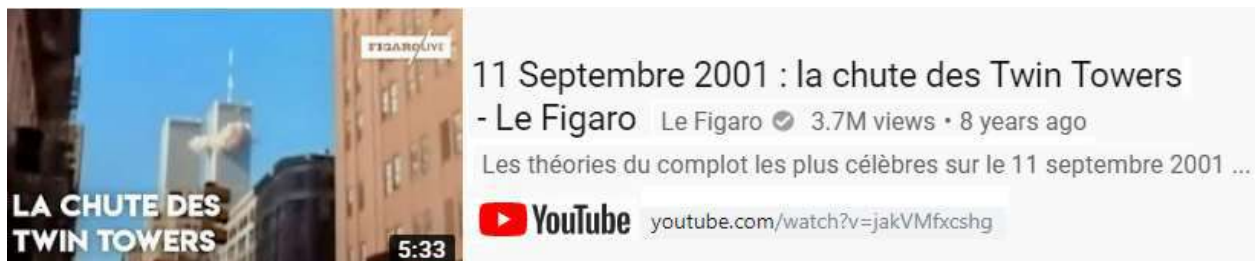 FIGARO LIVE
LA CHUTE DES
TWIN TOWERS
5:33
11 Septembre 2001 : la chute des Twin Towers
- Le Figaro Le Figaro 3.7M views • 8 years ago
Les théories du complot les plus célèbres sur le 11 septembre 2001 ...
YouTube youtube.com/watch?v=jakVMfxcshg